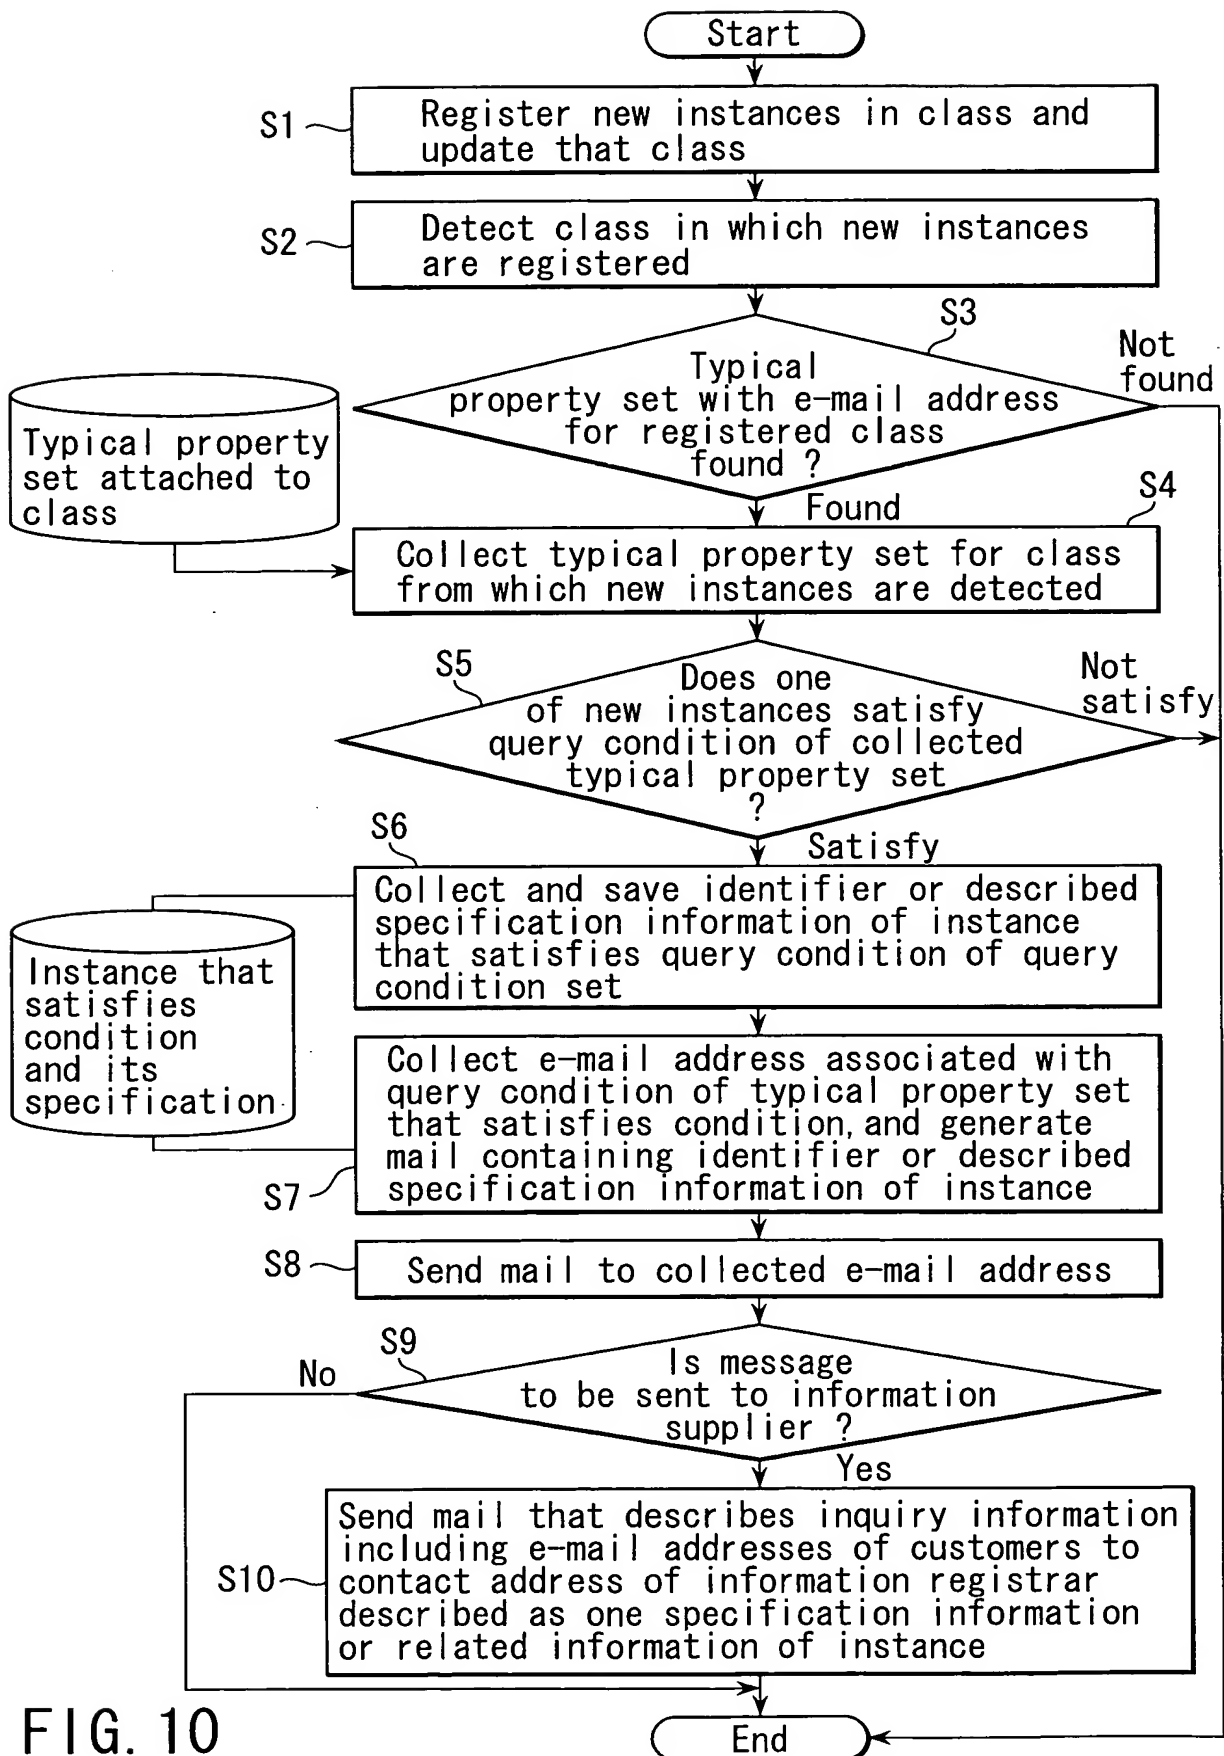 Start
S1
Register new instances in class and
update that class
S2
Detect class in which new instances
are registered
S3
Typical
property set with e-mail address
for registered class
found ?
Not
found
Typical property
set attached to
class
Found
S4
Collect typical property set for class
from which new instances are detected
S5
Does one
of new instances satisfy
query condition of collected
typical property set
?
Not
satisfy
Satisfy
S6
Collect and save identifier or described
specification information of instance
that satisfies query condition of query
condition set
Instance that
satisfies
condition
and its
specification
S7
Collect e-mail address associated with
query condition of typical property set
that satisfies condition, and generate
mail containing identifier or described
specification information of instance
S8
Send mail to collected e-mail address
S9
No
Is message
to be sent to information
supplier ?
Yes
S10
Send mail that describes inquiry information
including e-mail addresses of customers to
contact address of information registrar
described as one specification information
or related information of instance
End
FIG. 10